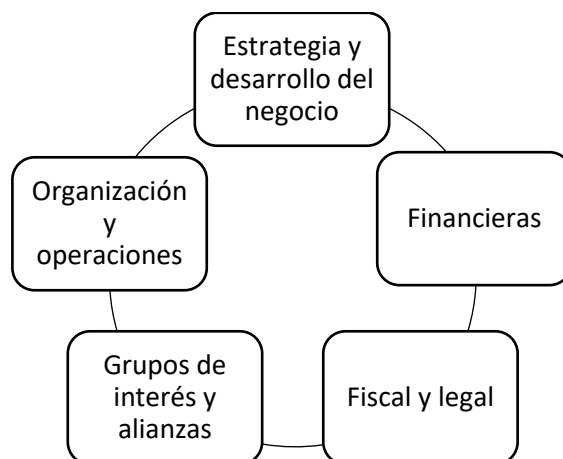 Estrategia y
desarrollo del
negocio
Financieras
Fiscal y legal
Grupos de
interés y
alianzas
Organización
y
operaciones